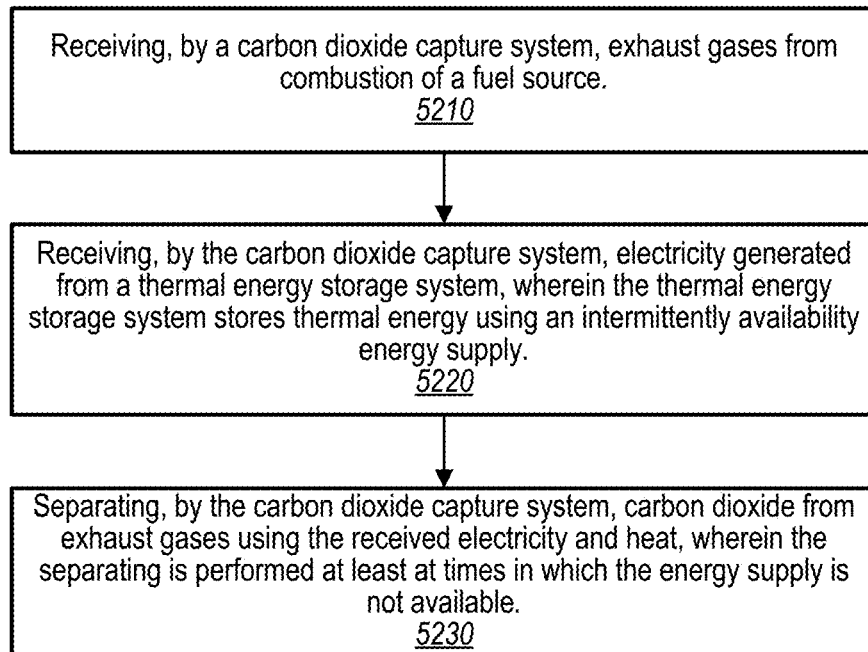 Receiving, by a carbon dioxide capture system, exhaust gases from
combustion of a fuel source.
5210
Receiving, by the carbon dioxide capture system, electricity generated
from a thermal energy storage system, wherein the thermal energy
storage system stores thermal energy using an intermittently availability
energy supply.
5220
Separating, by the carbon dioxide capture system, carbon dioxide from
exhaust gases using the received electricity and heat, wherein the
separating is performed at least at times in which the energy supply is
not available.
5230